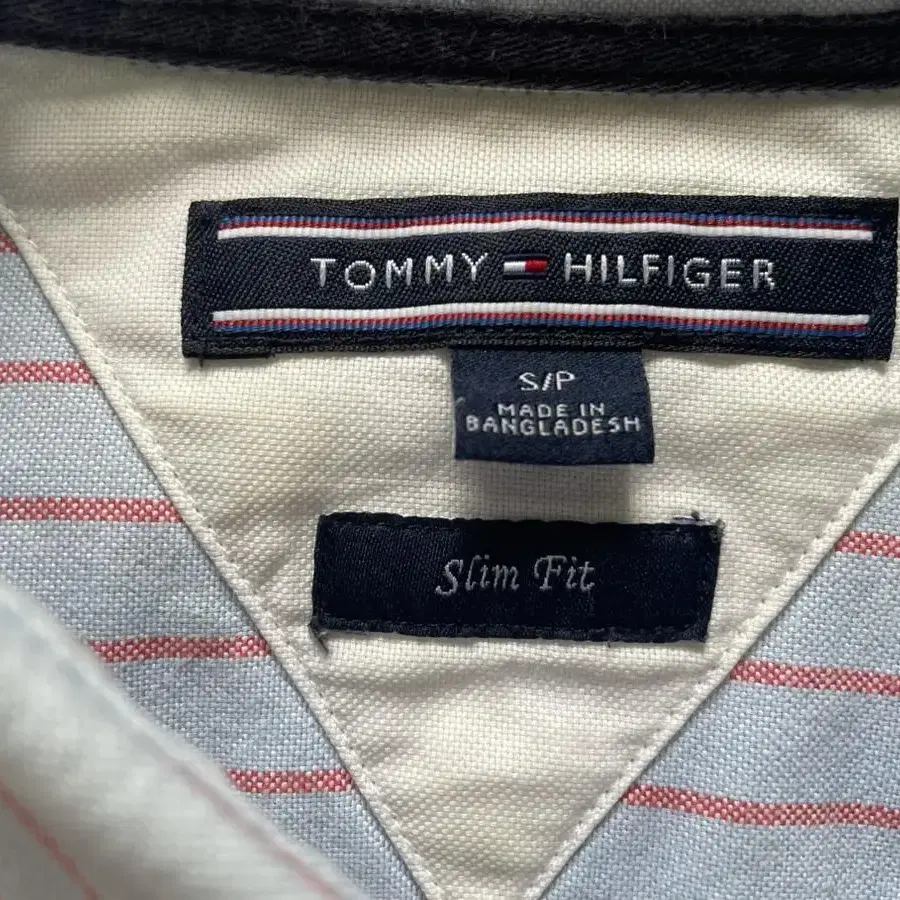 TOMMY HILFIGER
S/P
MADE IN
BANGLADESH
Slim Fit